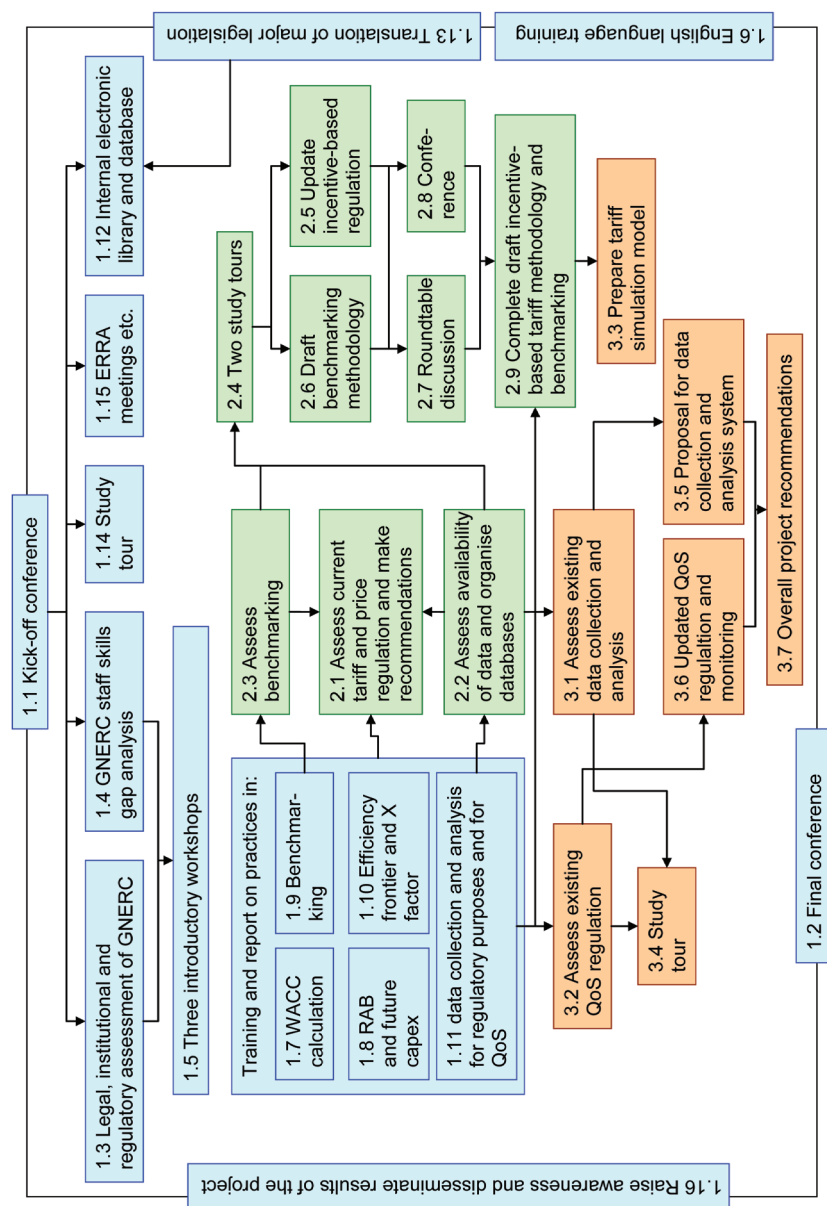 1.1 Kick-off conference
1.3 Legal, institutional and
regulatory assessment of GNERC
1.4 GNERC staff skills
gap analysis
1.14 Study
tour
1.15 ERRA
meetings etc.
1.12 Internal electronic
library and database
1.13 Translation of major legislation
1.6 English language training
1.16 Raise awareness and disseminate results of the project
1.5 Three introductory workshops
Training and report on practices in:
1.7 WACC
calculation
1.9 Benchmar-
king
1.8 RAB
and future
capex
1.10 Efficiency
frontier and X
factor
1.11 data collection and analysis
for regulatory purposes and for
QoS
2.3 Assess
benchmarking
2.1 Assess current
tariff and price
regulation and make
recommendations
2.2 Assess availability
of data and organise
databases
2.4 Two study tours
2.6 Draft
benchmarking
methodology
2.5 Update
incentive-based
regulation
2.7 Roundtable
discussion
2.8 Confe-
rence
2.9 Complete draft incentive-
based tariff methodology and
benchmarking
3.2 Assess existing
QoS regulation
3.1 Assess existing
data collection and
analysis
3.3 Prepare tariff
simulation model
3.4 Study
tour
3.6 Updated QoS
regulaltion and
monitoring
3.5 Proposal for data
collection and
analysis system
3.7 Overall project recommendations
1.2 Final conference